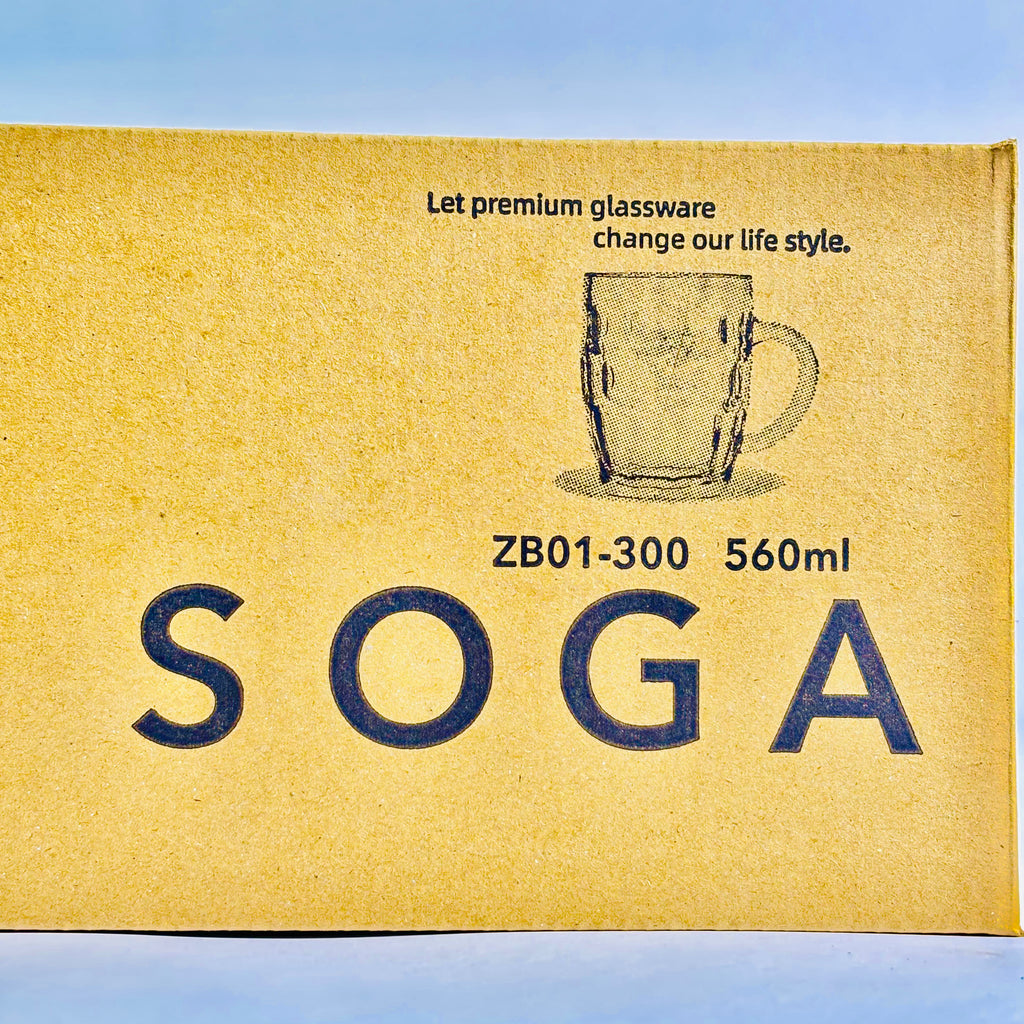 Let premium glassware
change our life style.
ZB01-300 560ml
SOGA